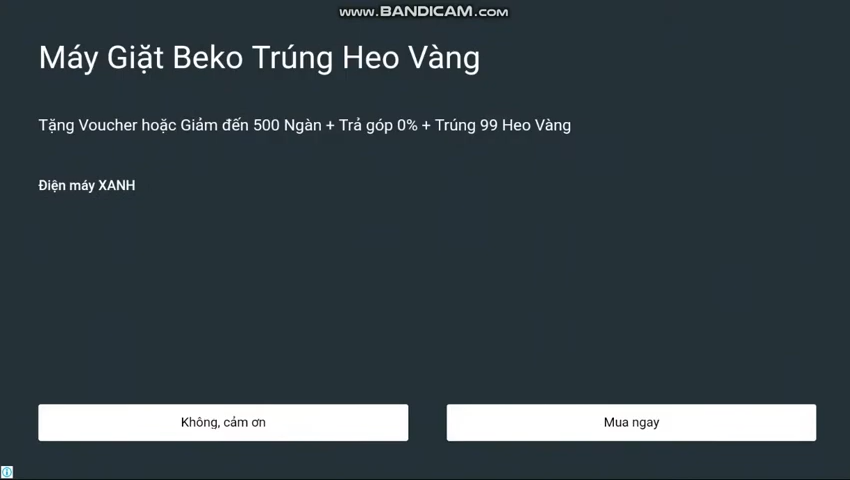 www.BANDICAM.com
Máy Giặt Beko Trúng Heo Vàng
Tặng Voucher hoặc Giảm đến 500 Ngàn + Trả góp 0% + Trúng 99 Heo Vàng
Điện máy XANH
Không, cảm ơn
Mua ngay